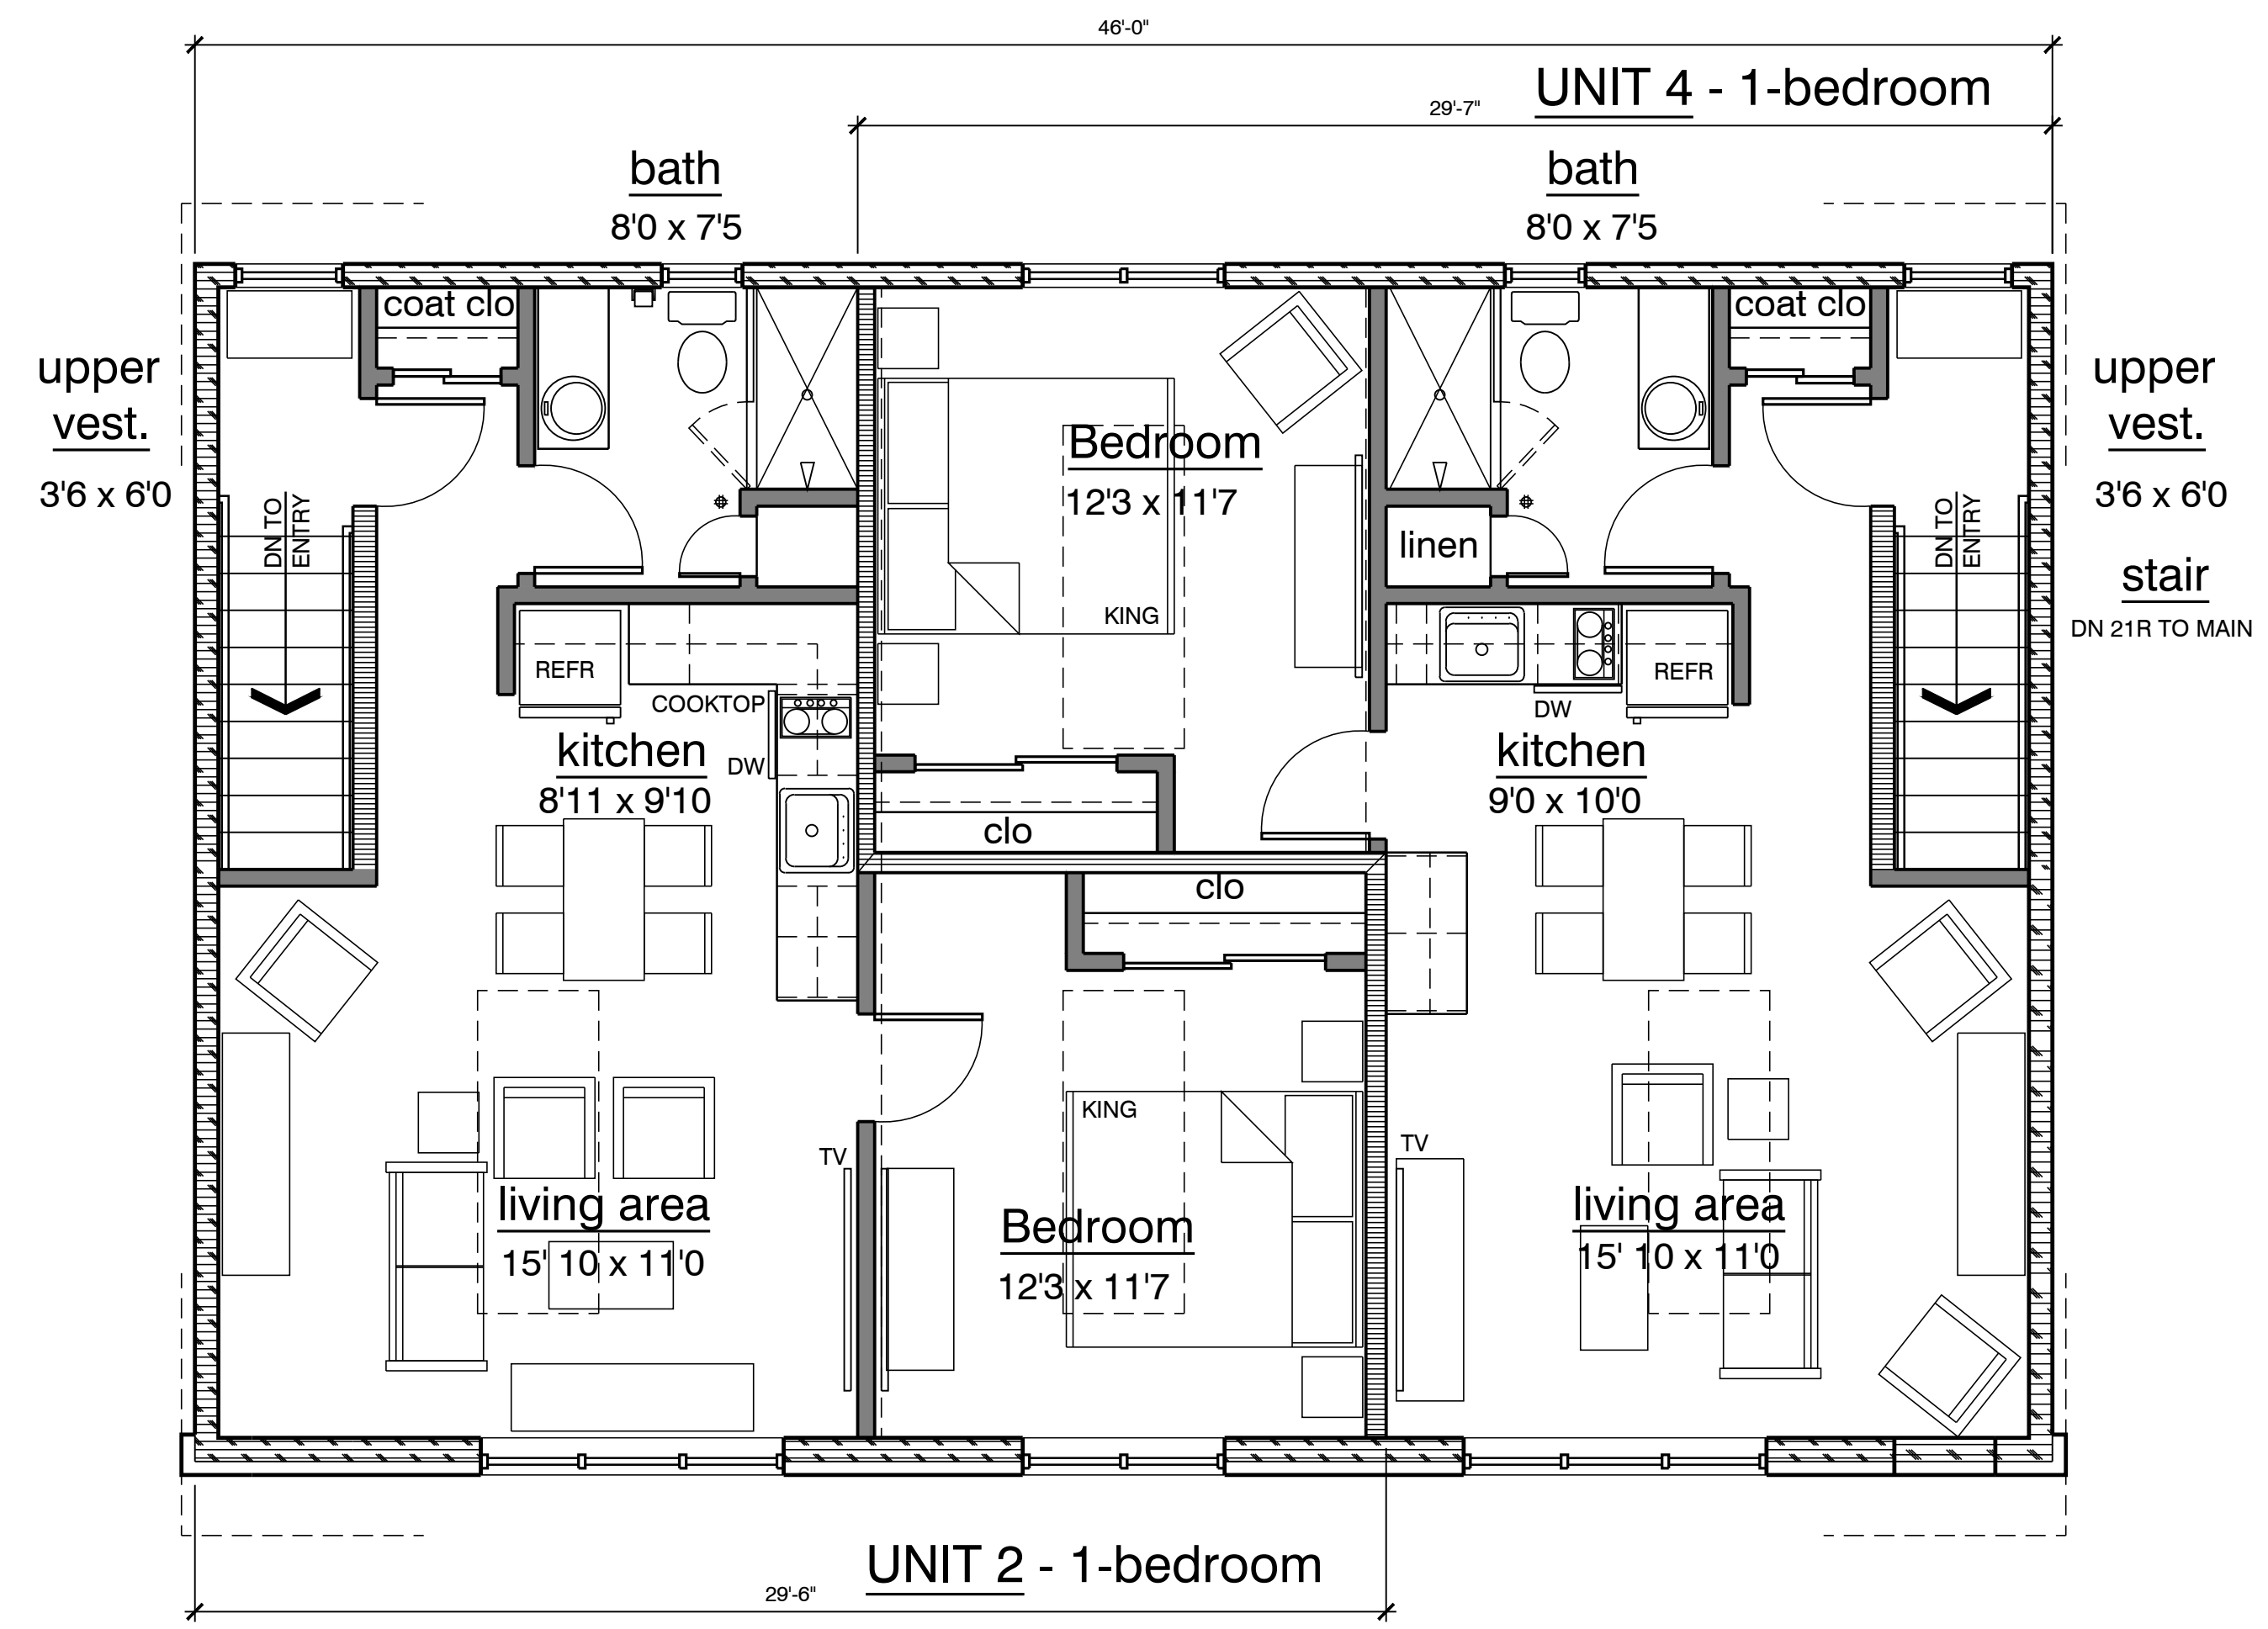 46'-0"
UNIT 4 - 1-bedroom
29'-7"
bath
8'0 x 7'5
bath
8'0 x 7'5
coat clo
coat clo
upper
vest.
3'6 x 6'0
upper
vest.
3'6 x 6'0
Bedroom
12'3 x 11'7
DN TO
ENTRY
DN TO
ENTRY
linen
stair
DN 21R TO MAIN
KING
REFR
REFR
COOKTOP
DW
kitchen
8'11 x 9'10
DW
kitchen
9'0 x 10'0
clo
clo
KING
TV
TV
living area
15' 10 x 11'0
Bedroom
12'3 x 11'7
living area
15' 10 x 11'0
UNIT 2 - 1-bedroom
29'-6"